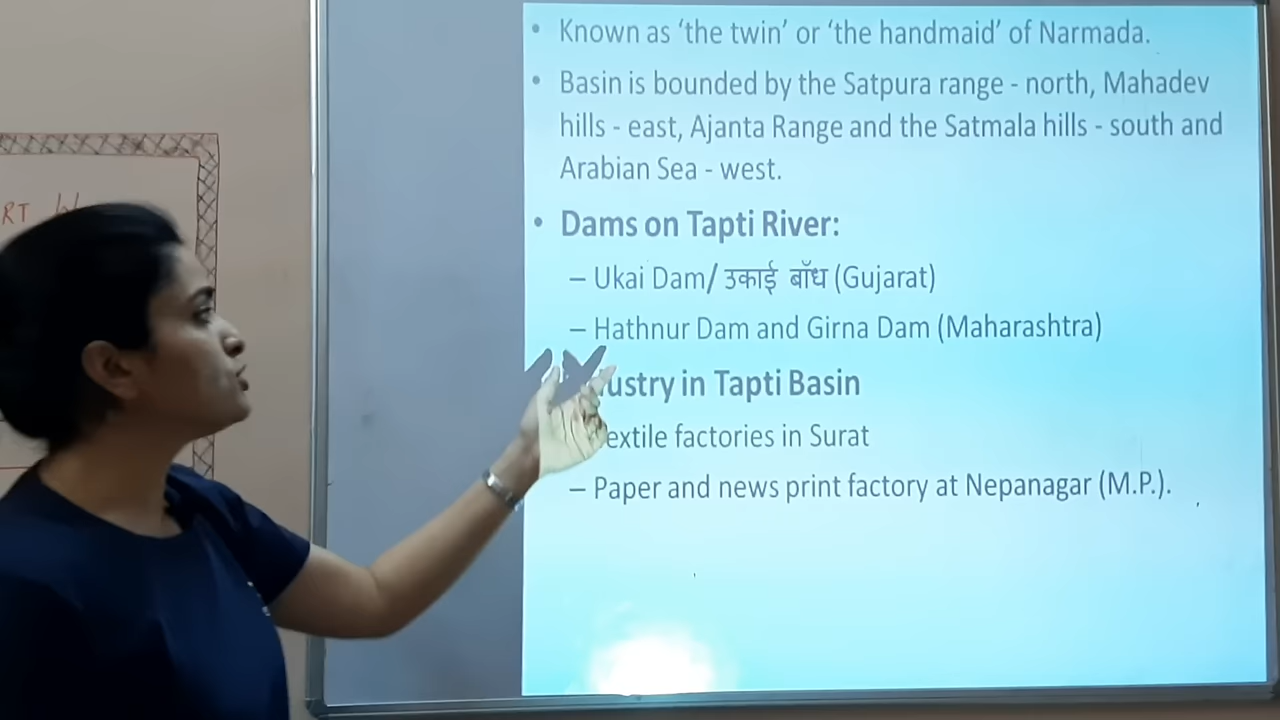 RT
• Known as ‘the twin’ or ‘the handmaid’ of Narmada.
• Basin is bounded by the Satpura range - north, Mahadev
hills - east, Ajanta Range and the Satmala hills - south and
Arabian Sea - west.
• Dams on Tapti River:
– Ukai Dam/ उकाई बाँध (Gujarat)
– Hathnur Dam and Girna Dam (Maharashtra)
ustry in Tapti Basin
extile factories in Surat
– Paper and news print factory at Nepanagar (M.P.).